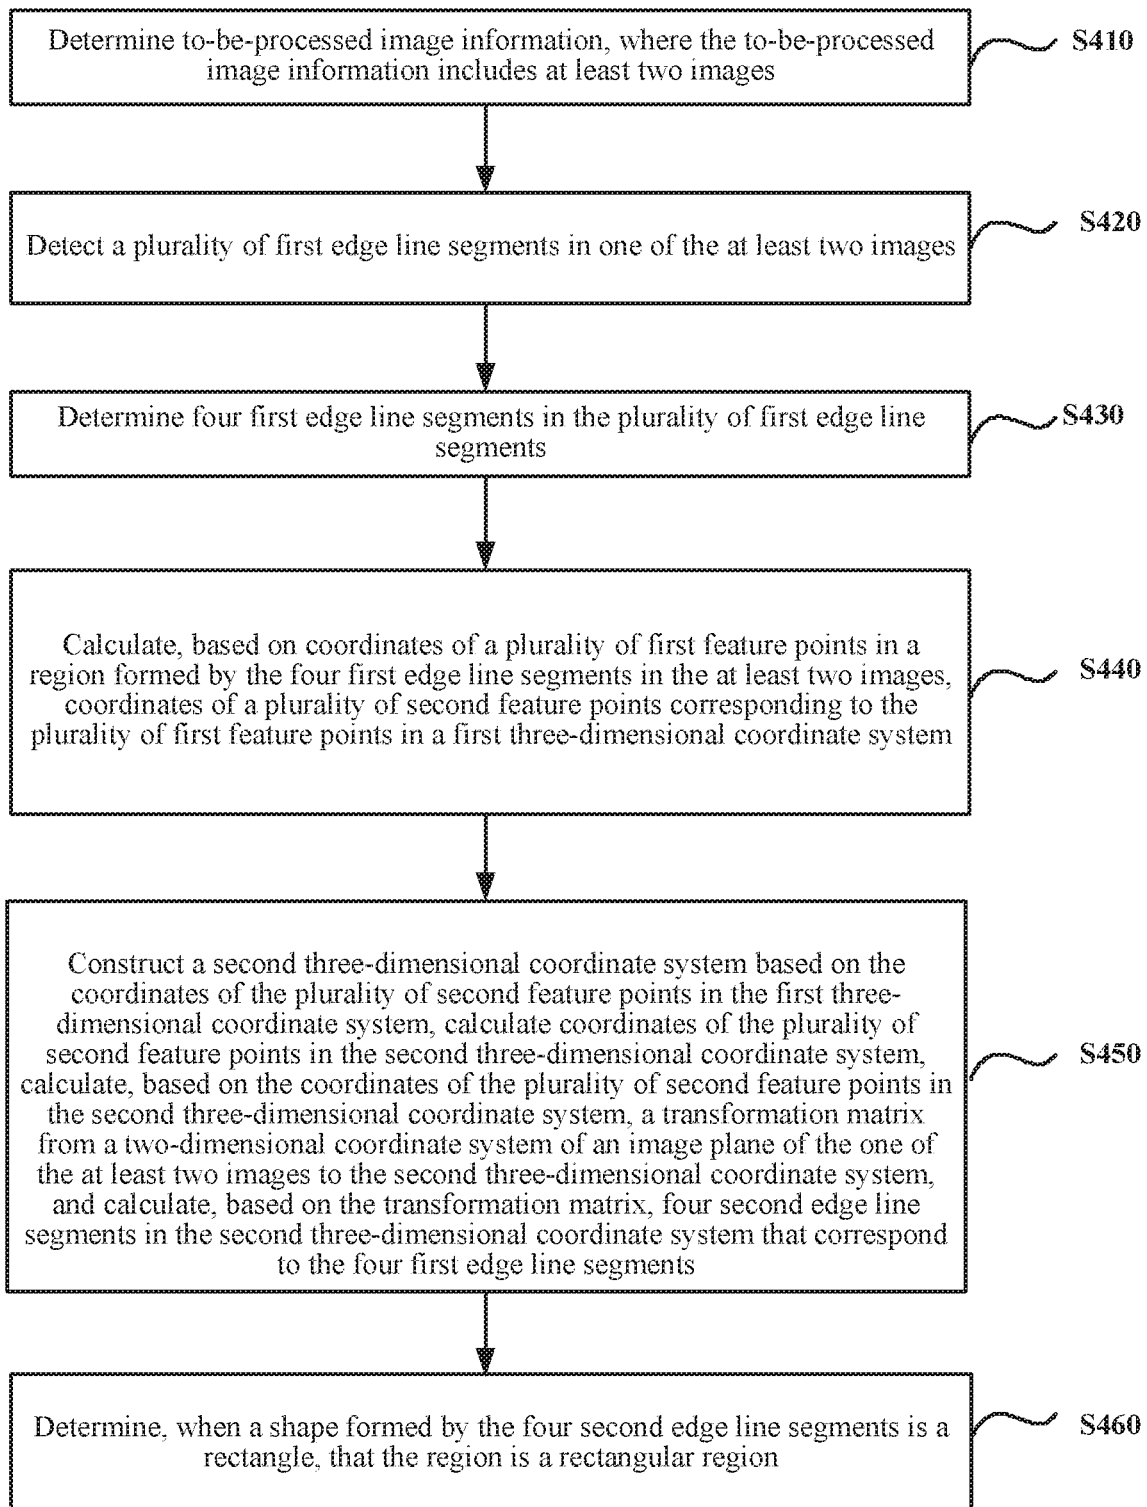 Determine to-be-processed image information, where the to-be-processed
image information includes at least two images
S410
Detect a plurality of first edge line segments in one of the at least two images
S420
Determine four first edge line segments in the plurality of first edge line
segments
S430
Calculate, based on coordinates of a plurality of first feature points in a
region formed by the four first edge line segments in the at least two images,
coordinates of a plurality of second feature points corresponding to the
plurality of first feature points in a first three-dimensional coordinate system
S440
Construct a second three-dimensional coordinate system based on the
coordinates of the plurality of second feature points in the first three-
dimensional coordinate system, calculate coordinates of the plurality of
second feature points in the second three-dimensional coordinate system,
calculate, based on the coordinates of the plurality of second feature points in
the second three-dimensional coordinate system, a transformation matrix
from a two-dimensional coordinate system of an image plane of the one of
the at least two images to the second three-dimensional coordinate system,
and calculate, based on the transformation matrix, four second edge line
segments in the second three-dimensional coordinate system that correspond
to the four first edge line segments
S450
Determine, when a shape formed by the four second edge line segments is a
rectangle, that the region is a rectangular region
S460